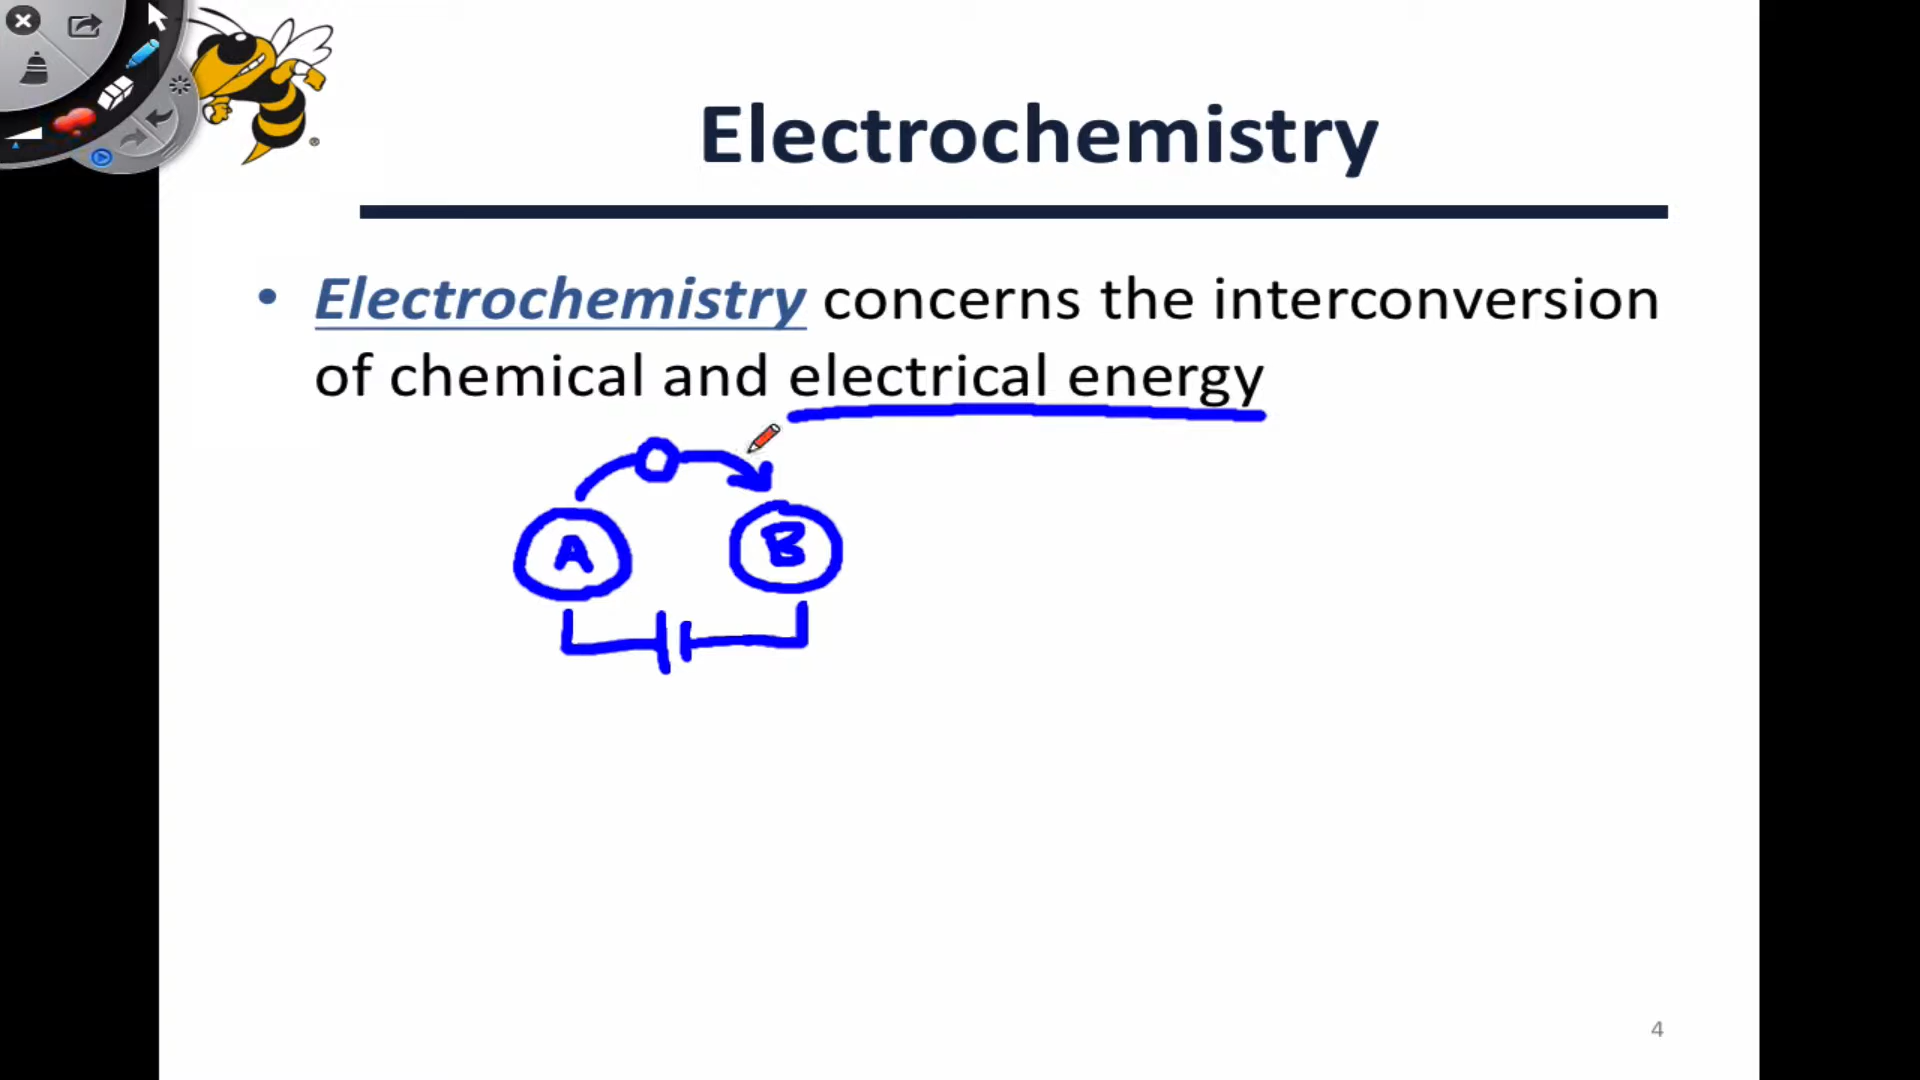 Electrochemistry
• Electrochemistry concerns the interconversion
of chemical and electrical energy
A B
4